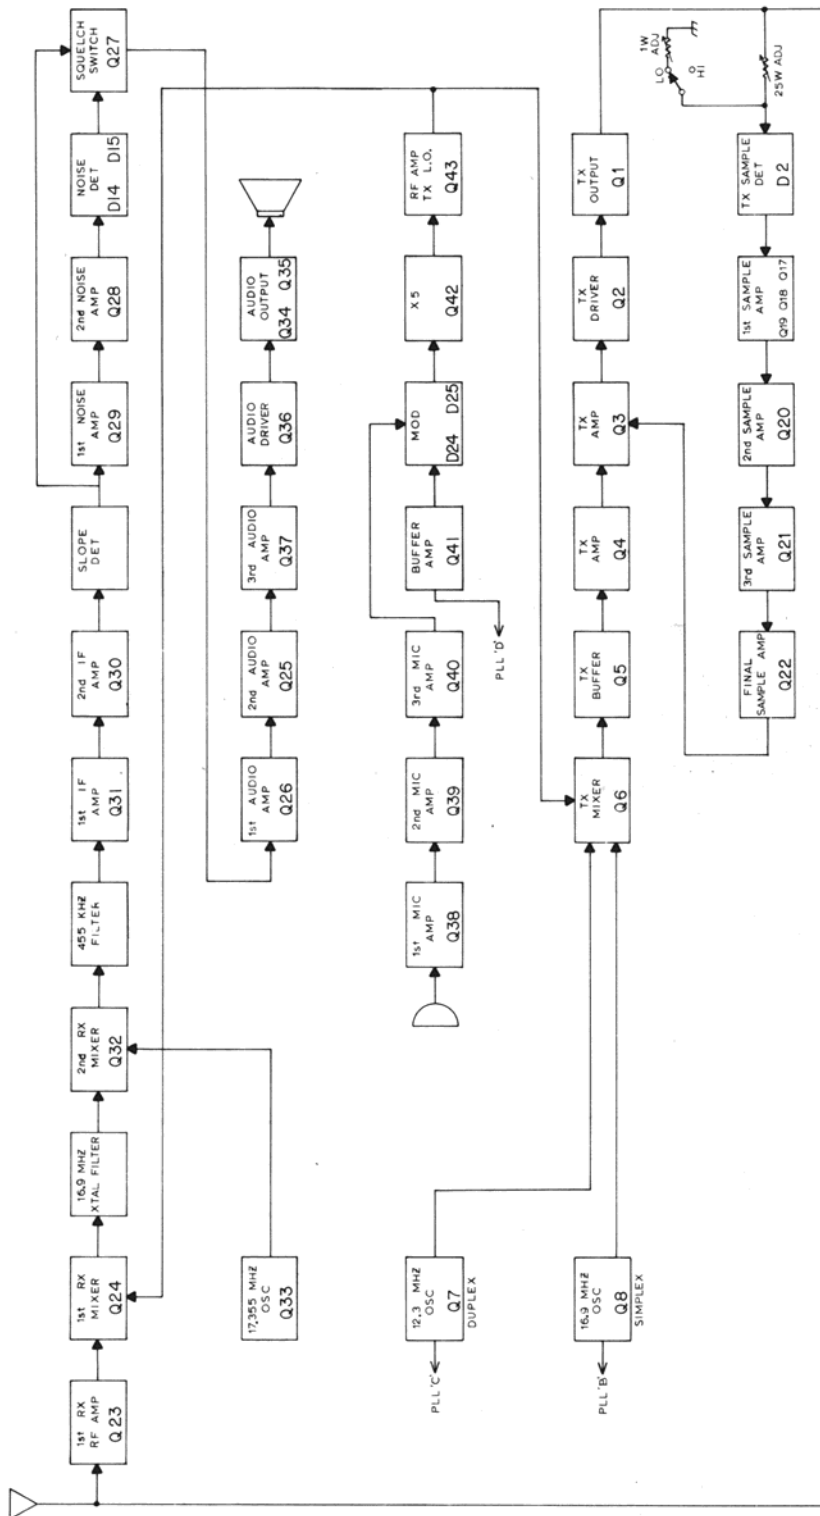 1st RX
RF AMP
Q23
1st RX
MIXER
Q24
16.9 MHZ
XTAL FILTER
2nd RX
MIXER
Q32
455 KHZ
FILTER
1st IF
AMP
Q31
2nd IF
AMP
Q30
SLOPE
DET
1st NOISE
AMP
Q29
2nd NOISE
AMP
Q28
NOISE
DET
D14 D15
SQUELCH
SWITCH
Q27
17.355 MHZ
OSC
Q33
1st AUDIO
AMP
Q26
2nd AUDIO
AMP
Q25
3rd AUDIO
AMP
Q37
AUDIO
DRIVER
Q36
AUDIO
OUTPUT
Q34 Q35
PLL 'C'
12.3 MHZ
OSC
Q7
DUPLEX
1st MIC
AMP
Q38
2nd MIC
AMP
Q39
3rd MIC
AMP
Q40
BUFFER
AMP
Q41
PLL 'D'
MOD
D24 D25
X5
Q42
RF AMP
TX L.O.
Q43
PLL 'B'
16.9 MHZ
OSC
Q8
SIMPLEX
TX
MIXER
Q6
TX
BUFFER
Q5
TX
AMP
Q4
TX
AMP
Q3
TX
DRIVER
Q2
TX
OUTPUT
Q1
LO
HI
1W
ADJ
25W ADJ
TX SAMPLE
DET
D2
1st SAMPLE
AMP
Q19 Q18 Q17
2nd SAMPLE
AMP
Q20
3rd SAMPLE
AMP
Q21
FINAL
SAMPLE AMP
Q22